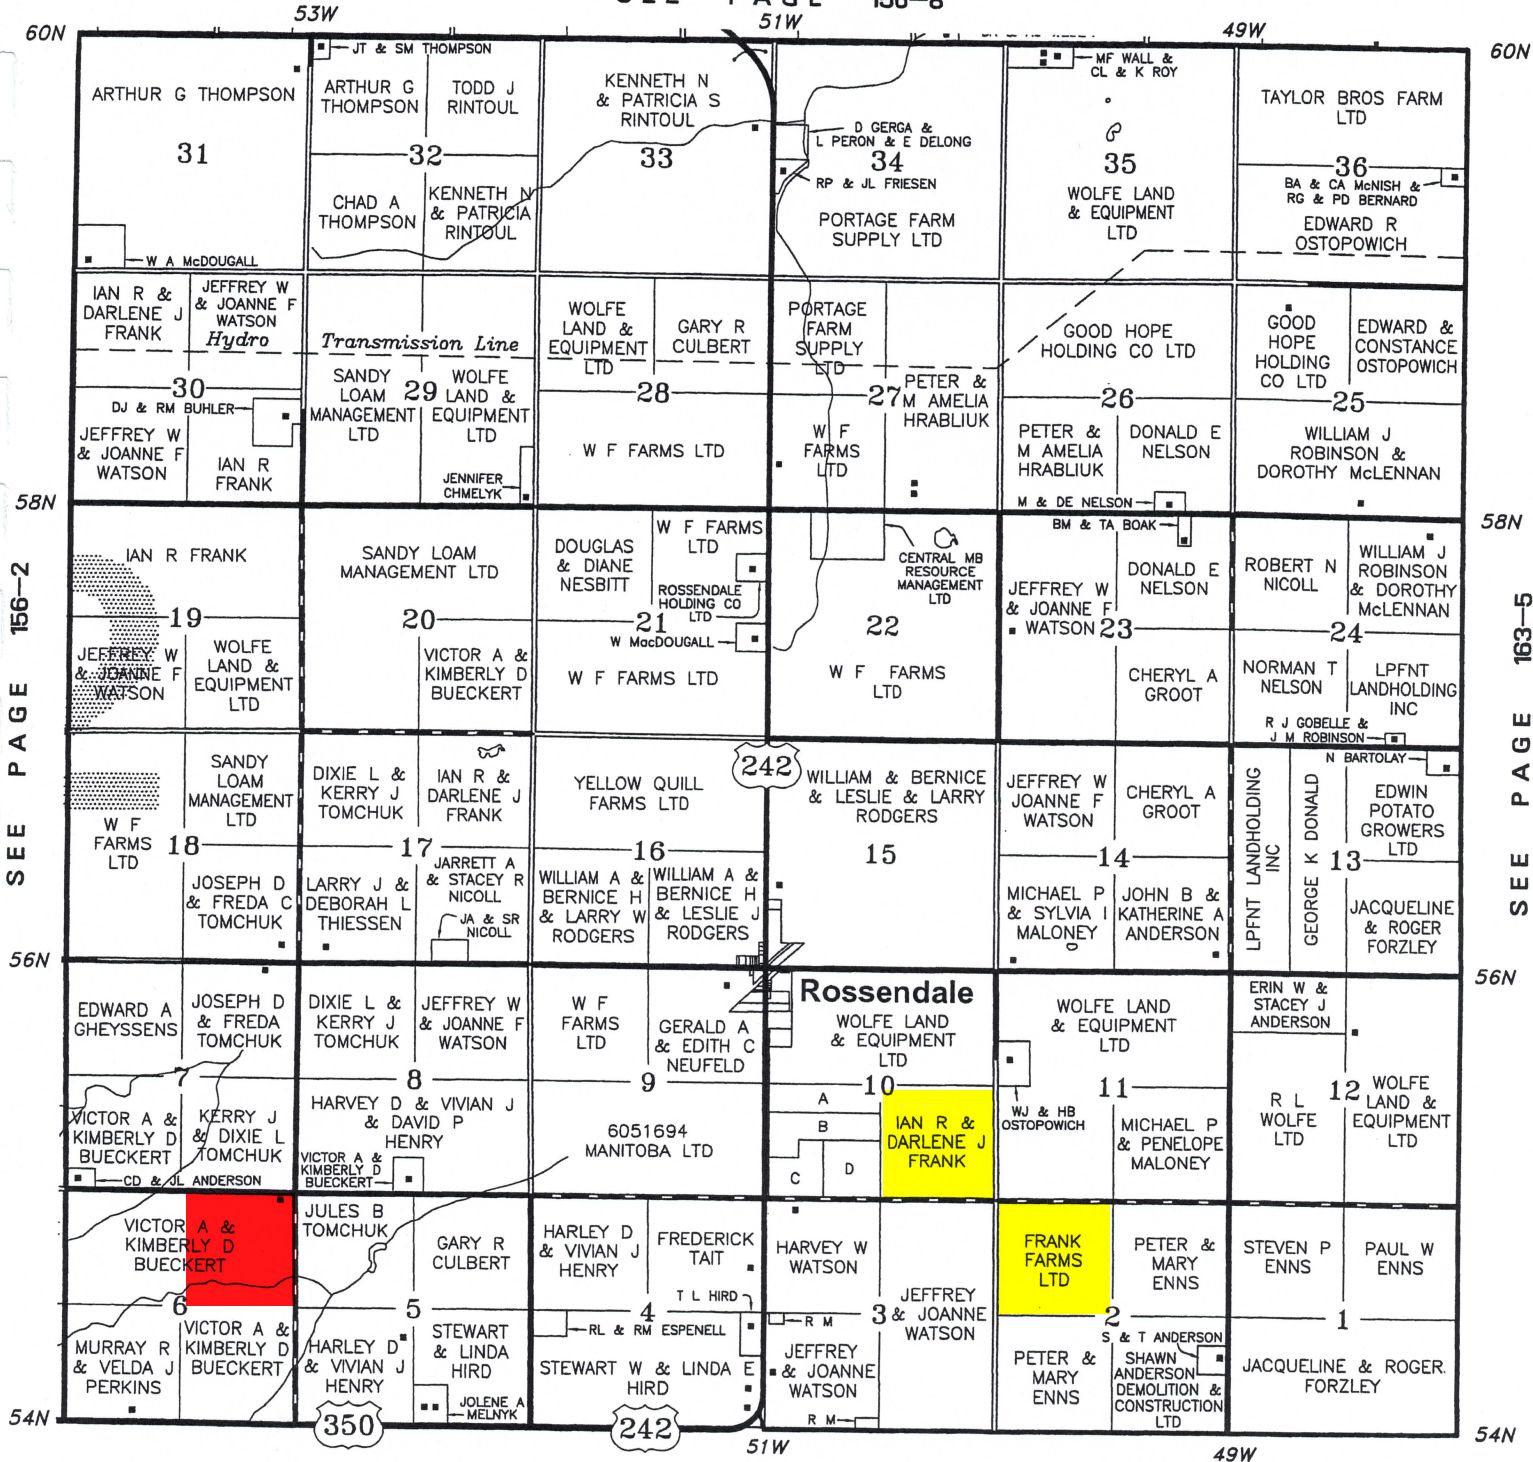 SEE PAGE 156-6
53W
51W
49W
60N
60N
JT & SM THOMPSON
ARTHUR G THOMPSON
31
W A McDOUGALL
ARTHUR G
THOMPSON
TODD J
RINTOUL
32
CHAD A
THOMPSON
KENNETH N
& PATRICIA
RINTOUL
KENNETH N
& PATRICIA S
RINTOUL
33
D GERGA &
L PERON & E DELONG
34
RP & JL FRIESEN
PORTAGE FARM
SUPPLY LTD
MF WALL &
CL & K ROY
35
WOLFE LAND
& EQUIPMENT
LTD
TAYLOR BROS FARM
LTD
36
BA & CA McNISH &
RG & PD BERNARD
EDWARD R
OSTOPOWICH
IAN R &
DARLENE J
FRANK
JEFFREY W
& JOANNE F
WATSON
Hydro
30
DJ & RM BUHLER
JEFFREY W
& JOANNE F
WATSON
IAN R
FRANK
Transmission Line
SANDY
LOAM
MANAGEMENT
LTD
29
WOLFE
LAND &
EQUIPMENT
LTD
JENNIFER
CHMELYK
WOLFE
LAND &
EQUIPMENT
LTD
GARY R
CULBERT
28
W F FARMS LTD
PORTAGE
FARM
SUPPLY
LTD
27
PETER &
M AMELIA
HRABLIUK
W F
FARMS
LTD
GOOD HOPE
HOLDING CO LTD
26
PETER &
M AMELIA
HRABLIUK
DONALD E
NELSON
M & DE NELSON
GOOD
HOPE
HOLDING
CO LTD
EDWARD &
CONSTANCE
OSTOPOWICH
25
WILLIAM J
ROBINSON &
DOROTHY McLENNAN
58N
58N
SEE PAGE 156-2
SEE PAGE 163-5
IAN R FRANK
19
JEFFREY W
& JOANNE F
WATSON
WOLFE
LAND &
EQUIPMENT
LTD
SANDY LOAM
MANAGEMENT LTD
20
VICTOR A &
KIMBERLY D
BUECKERT
DOUGLAS
& DIANE
NESBITT
W F FARMS
LTD
ROSSENDALE
HOLDING CO
LTD
21
W MacDOUGALL
W F FARMS LTD
CENTRAL MB
RESOURCE
MANAGEMENT
LTD
22
W F FARMS
LTD
BM & TA BOAK
JEFFREY W
& JOANNE F
WATSON
23
DONALD E
NELSON
CHERYL A
GROOT
ROBERT N
NICOLL
WILLIAM J
ROBINSON
& DOROTHY
McLENNAN
24
NORMAN T
NELSON
LPFNT
LANDHOLDING
INC
R J GOBELLE &
J M ROBINSON
W F
FARMS
LTD
SANDY
LOAM
MANAGEMENT
LTD
18
JOSEPH D
& FREDA C
TOMCHUK
DIXIE L &
KERRY J
TOMCHUK
IAN R &
DARLENE J
FRANK
17
LARRY J &
DEBORAH L
THIESSEN
JARRETT A
& STACEY R
NICOLL
JA & SR
NICOLL
YELLOW QUILL
FARMS LTD
16
WILLIAM A &
BERNICE H
& LARRY W
RODGERS
WILLIAM A &
BERNICE H
& LESLIE J
RODGERS
242
WILLIAM & BERNICE
& LESLIE & LARRY
RODGERS
15
JEFFREY W
JOANNE F
WATSON
CHERYL A
GROOT
14
MICHAEL P
& SYLVIA I
MALONEY
JOHN B &
KATHERINE A
ANDERSON
LPFNT LANDHOLDING
INC
GEORGE K DONALD
N BARTOLAY
EDWIN
POTATO
GROWERS
LTD
13
JACQUELINE
& ROGER
FORZLEY
56N
56N
EDWARD A
GHEYSSENS
JOSEPH D
& FREDA
TOMCHUK
7
VICTOR A &
KIMBERLY D
BUECKERT
KERRY J
& DIXIE L
TOMCHUK
CD & JL ANDERSON
DIXIE L &
KERRY J
TOMCHUK
JEFFREY W
& JOANNE F
WATSON
8
HARVEY D & VIVIAN J
& DAVID P
HENRY
VICTOR A &
KIMBERLY D
BUECKERT
W F
FARMS
LTD
GERALD A
& EDITH C
NEUFELD
9
6051694
MANITOBA LTD
Rossendale
WOLFE LAND
& EQUIPMENT
LTD
10
A
B
C
D
IAN R &
DARLENE J
FRANK
WOLFE LAND
& EQUIPMENT
LTD
11
WJ & HB
OSTOPOWICH
MICHAEL P
& PENELOPE
MALONEY
ERIN W &
STACEY J
ANDERSON
12
R L
WOLFE
LTD
WOLFE
LAND &
EQUIPMENT
LTD
VICTOR A &
KIMBERLY D
BUECKERT
6
MURRAY R
& VELDA J
PERKINS
VICTOR A &
KIMBERLY D
BUECKERT
JULES B
TOMCHUK
GARY R
CULBERT
5
HARLEY D
& VIVIAN J
HENRY
STEWART
& LINDA
HIRD
JOLENE A
MELNYK
HARLEY D
& VIVIAN J
HENRY
FREDERICK
TAIT
T L HIRD
4
RL & RM ESPENELL
STEWART W & LINDA E
HIRD
HARVEY W
WATSON
3
JEFFREY
& JOANNE
WATSON
R M
JEFFREY
& JOANNE
WATSON
R M
FRANK
FARMS
LTD
PETER &
MARY
ENNS
2
PETER &
MARY
ENNS
S & T ANDERSON
SHAWN
ANDERSON
DEMOLITION &
CONSTRUCTION
LTD
STEVEN P
ENNS
PAUL W
ENNS
1
JACQUELINE & ROGER
FORZLEY
54N
54N
350
242
51W
49W